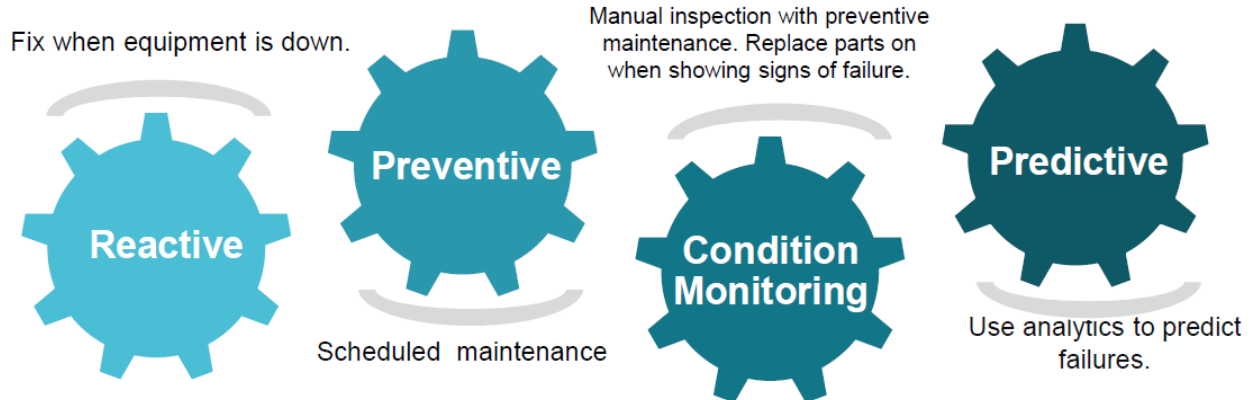 Fix when equipment is down.
Reactive
Preventive
Scheduled maintenance
Manual inspection with preventive
maintenance. Replace parts on
when showing signs of failure.
Condition
Monitoring
Predictive
Use analytics to predict
failures.